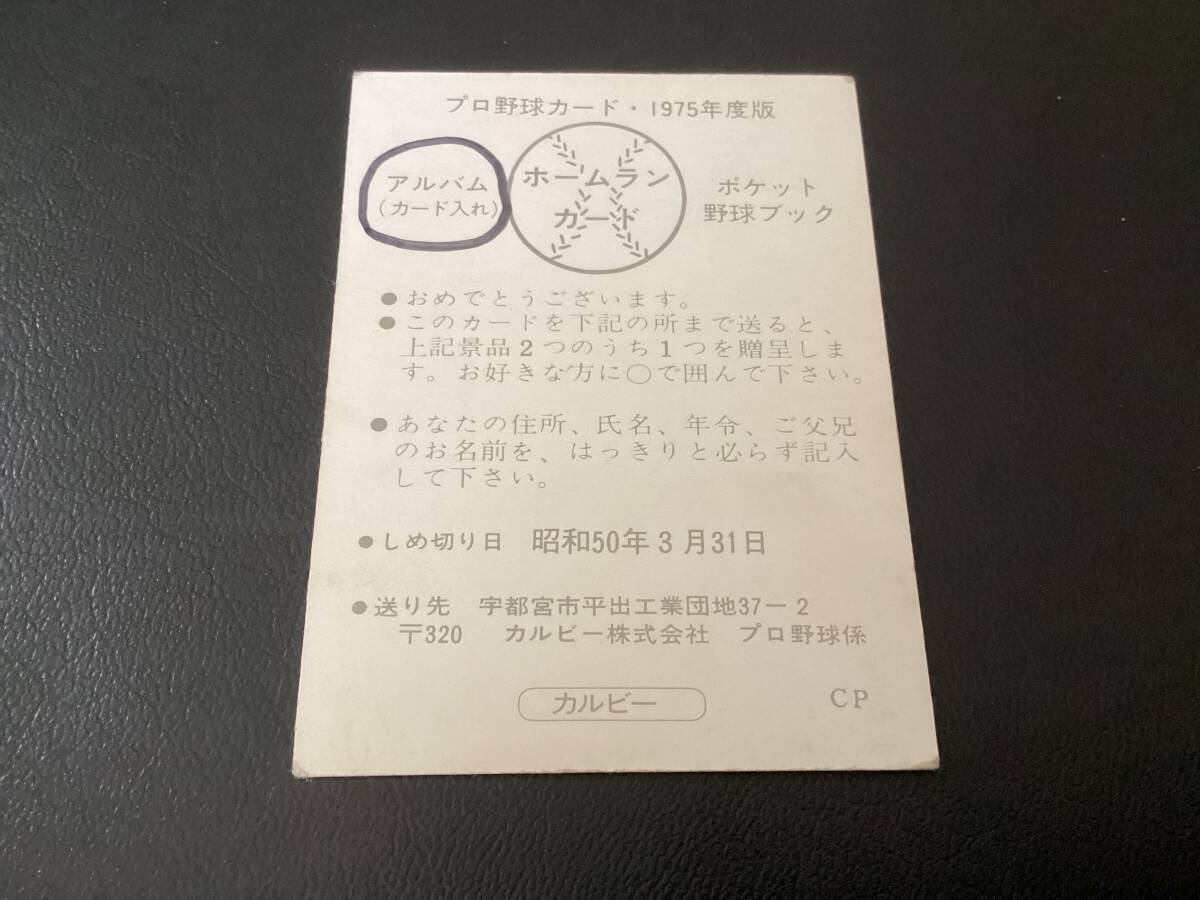 プロ野球カード・1975年度版
アルバム
(カード入れ)
ホームラン
カード
ポケット
野球ブック
●おめでとうございます。
●このカードを下記の所まで送ると、
上記景品2つのうち1つを贈呈しま
す。お好きな方に○で囲んで下さい。
●あなたの住所、氏名、年令、ご父兄
のお名前を、はっきりと必らず記入
して下さい。
●しめ切り日 昭和50年3月31日
●送り先 宇都宮市平出工業団地37−2
〒320 カルビー株式会社 プロ野球係
カルビー
CP